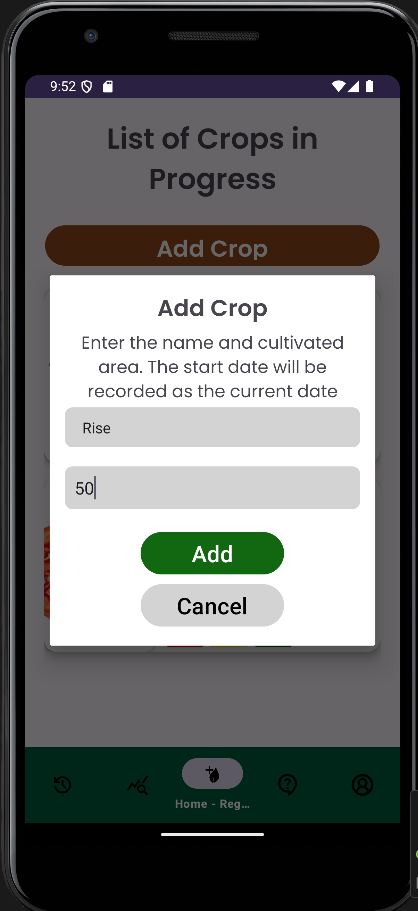 9:52
List of Crops in
Progress
Add Crop
Add Crop
Enter the name and cultivated
area. The start date will be
recorded as the current date
Rise
50
Add
Cancel
Home - Reg...